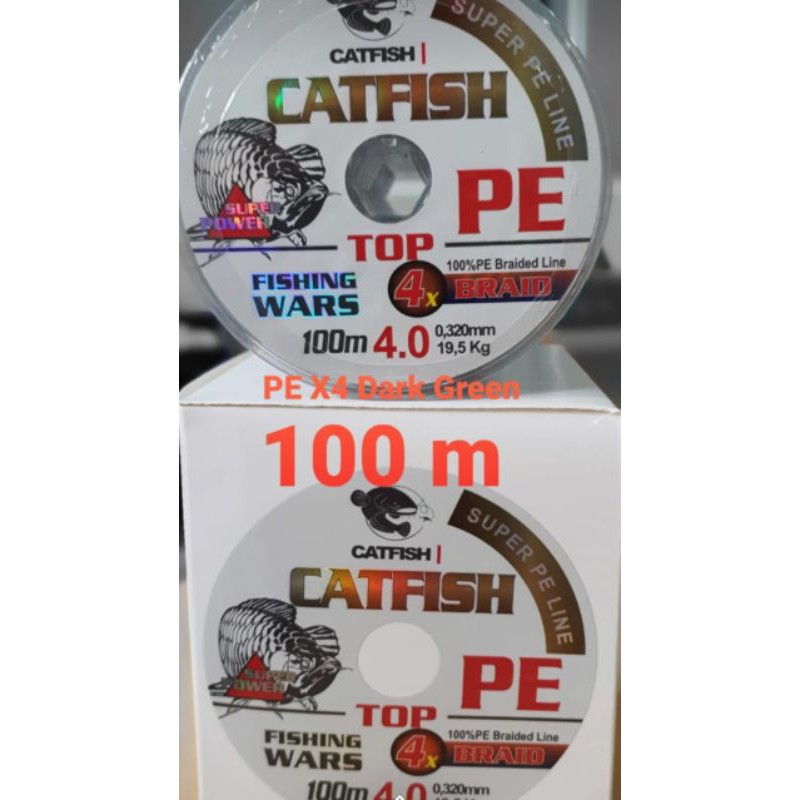 CATFISH
CATFISH
SUPER PE LINE
SUPER
POWER
PE
TOP
100%PE Braided Line
FISHING
WARS
4x BRAID
100m 4.0 0,320mm
19,5 Kg
PE X4 Dark Green
100 m
CATFISH
CATFISH
SUPER PE LINE
SUPER
POWER
PE
TOP
100%PE Braided Line
FISHING
WARS
4x BRAID
100m 4.0 0,320mm